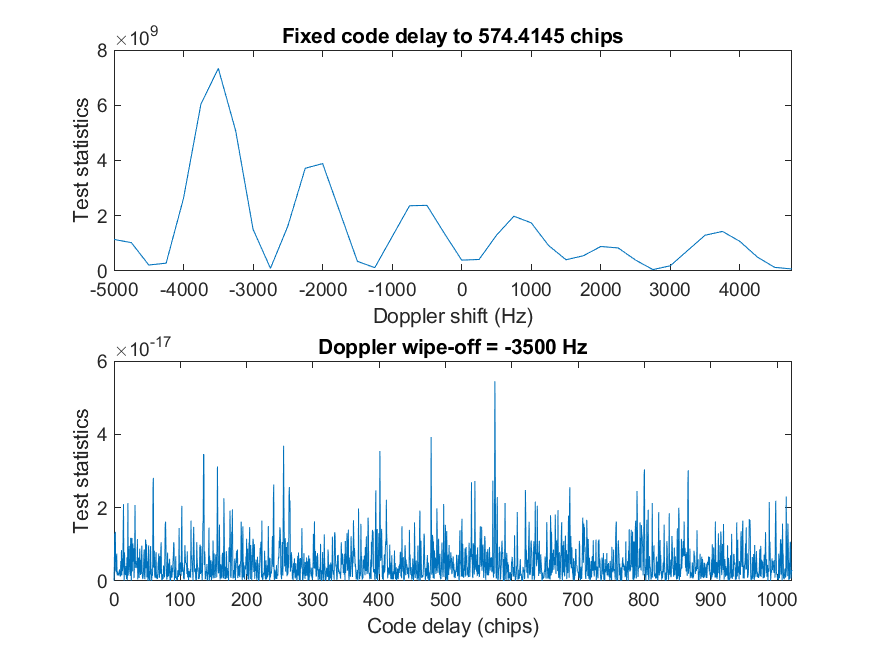 Fixed code delay to 574.4145 chips
×10^9
8
6
4
2
0
Test statistics
-5000 -4000 -3000 -2000 -1000 0 1000 2000 3000 4000
Doppler shift (Hz)
Doppler wipe-off = -3500 Hz
×10^-17
6
4
2
0
Test statistics
0 100 200 300 400 500 600 700 800 900 1000
Code delay (chips)